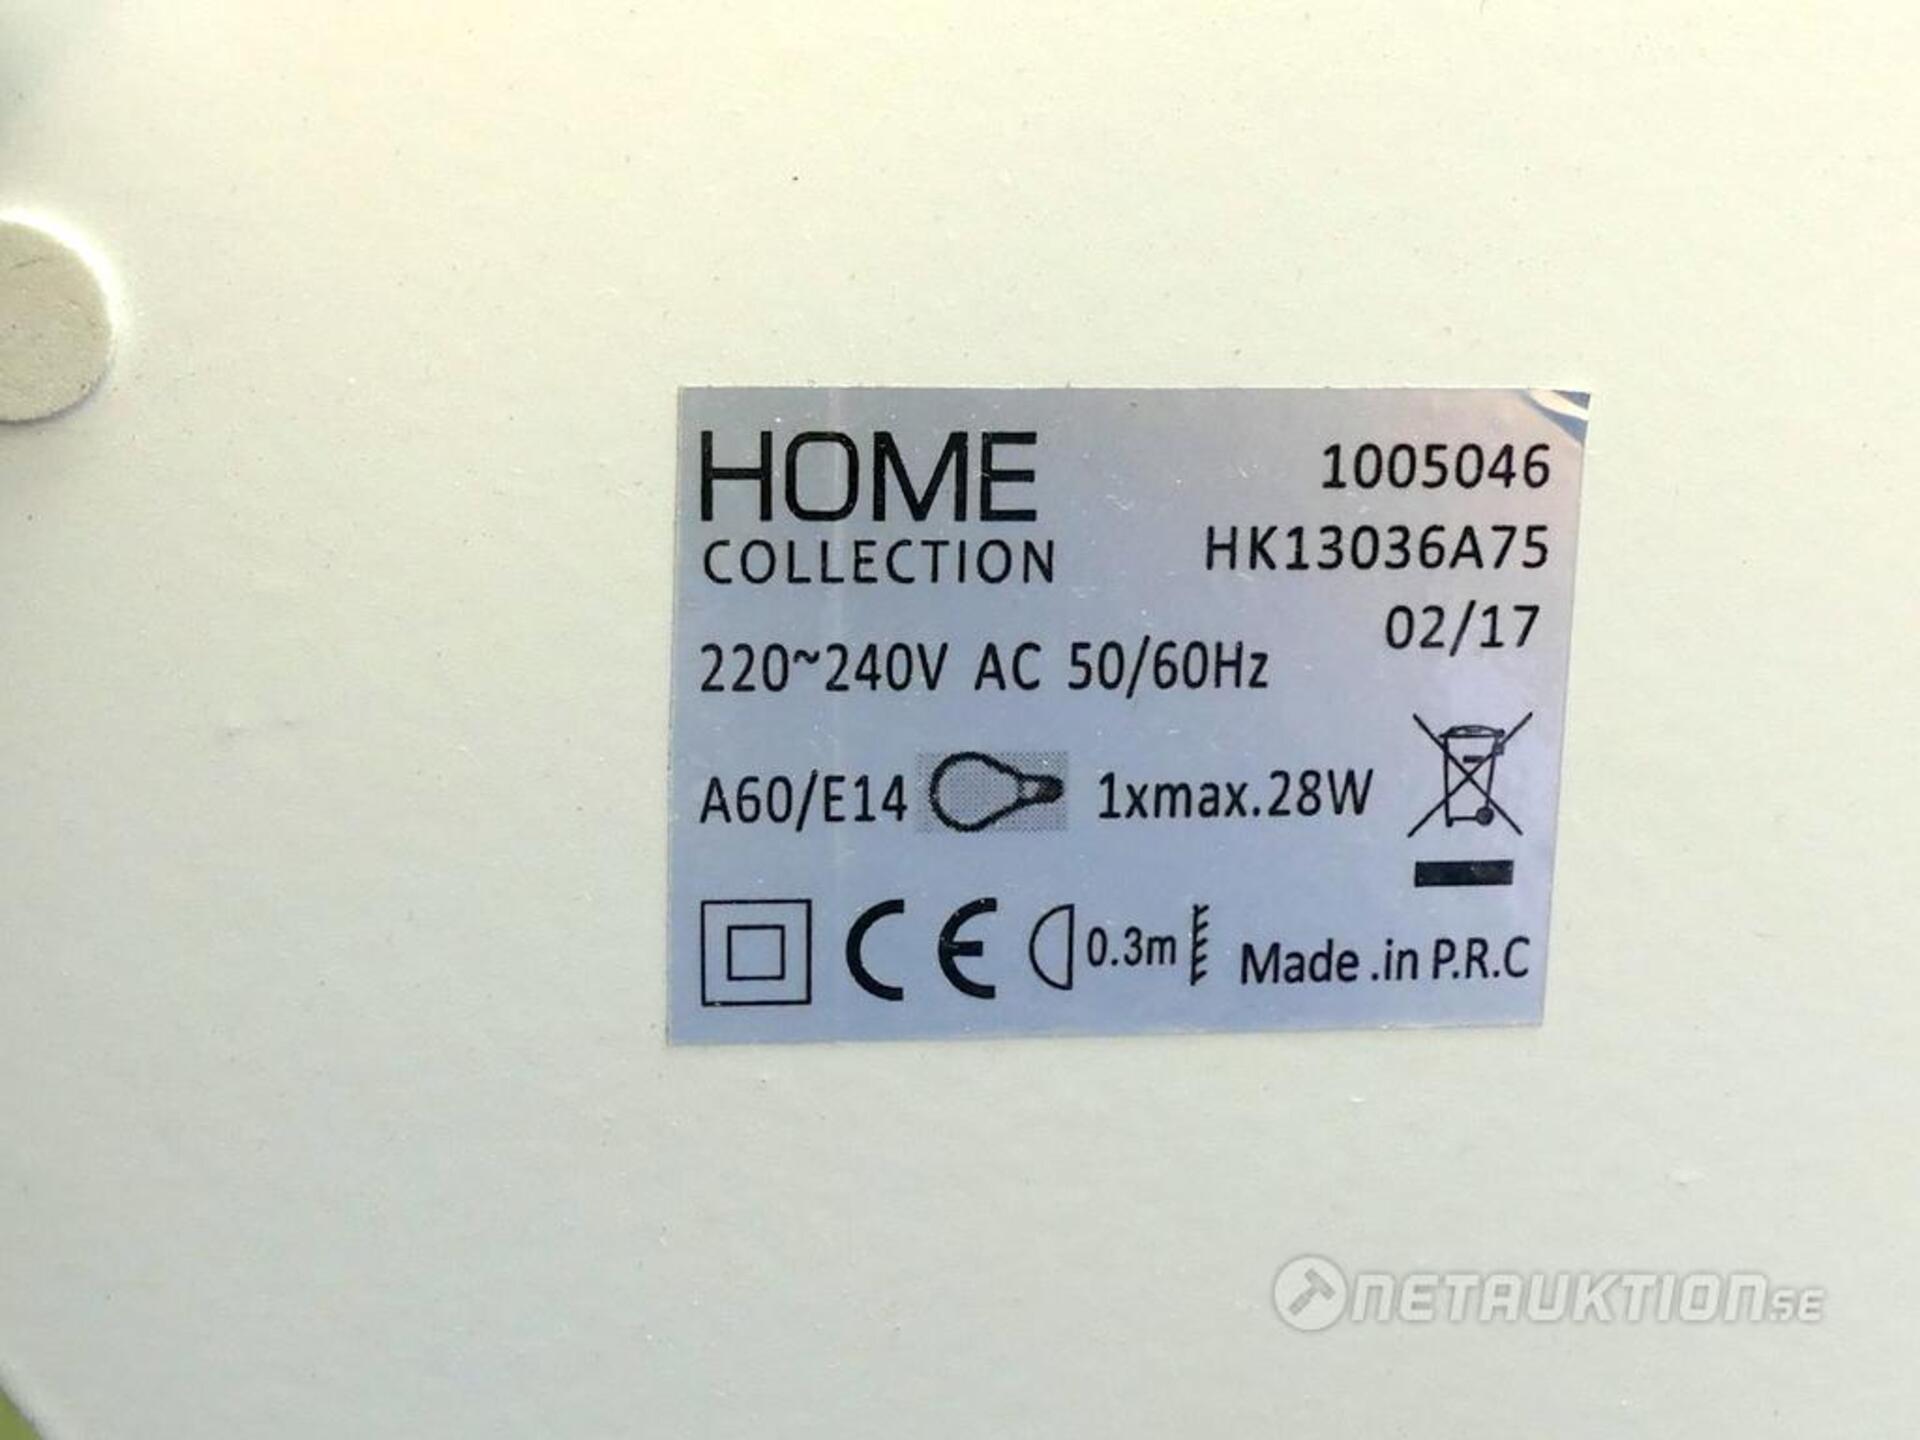 HOME
COLLECTION
1005046
HK13036A75
02/17
220~240V AC 50/60Hz
A60/E14 1xmax.28W
CE 0.3m Made .in P.R.C
NETAUKTION.SE